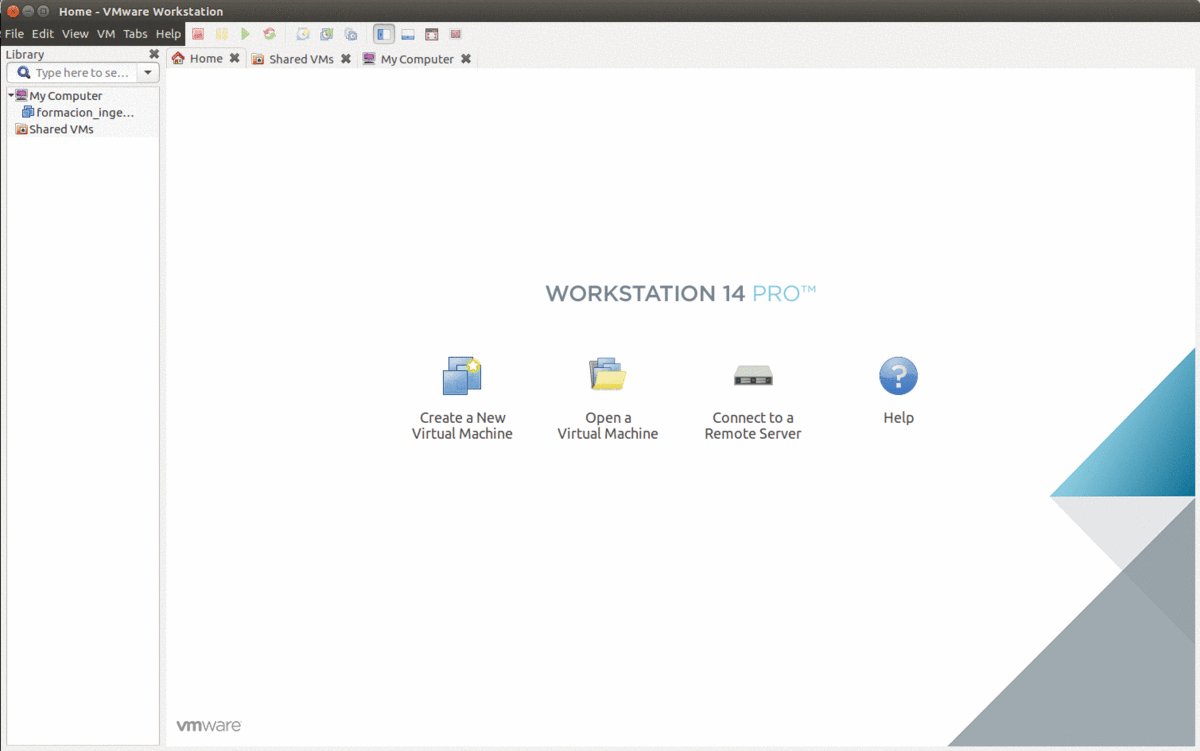 Home - VMware Workstation
File Edit View VM Tabs Help
Library
Home Shared VMs My Computer
Type here to se...
My Computer
formacion_inge...
Shared VMs
WORKSTATION 14 PRO™
Create a New
Virtual Machine
Open a
Virtual Machine
Connect to a
Remote Server
Help
vmware